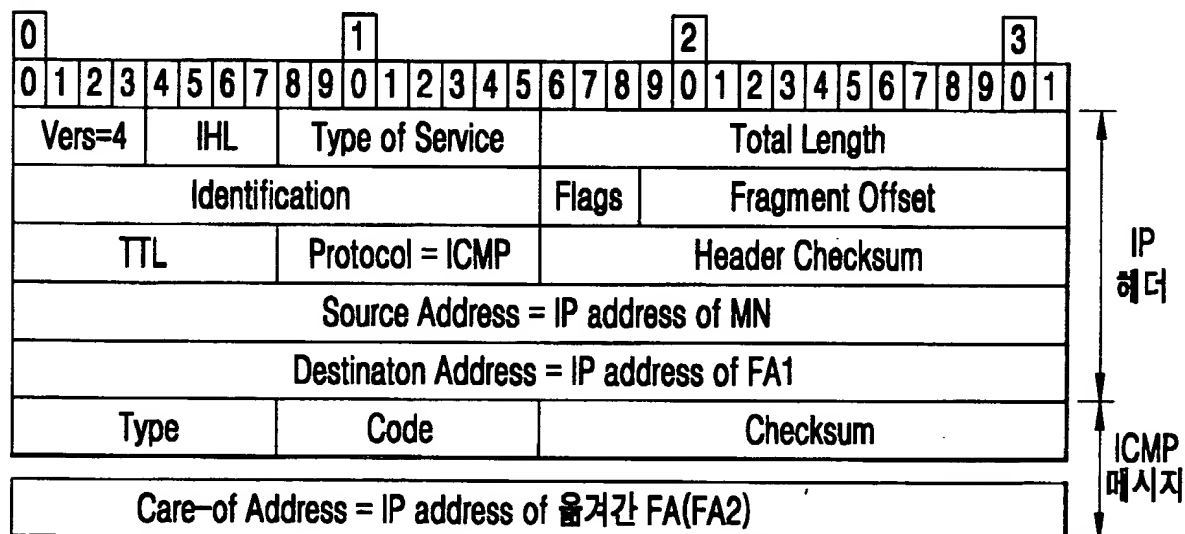 0 1 2 3
0 1 2 3 4 5 6 7 8 9 0 1 2 3 4 5 6 7 8 9 0 1 2 3 4 5 6 7 8 9 0 1
Vers=4 IHL Type of Service Total Length
Identification Flags Fragment Offset
TTL Protocol = ICMP Header Checksum
IP
헤더
Source Address = IP address of MN
Destinaton Address = IP address of FA1
Type Code Checksum
ICMP
메시지
Care-of Address = IP address of 옮겨간 FA(FA2)